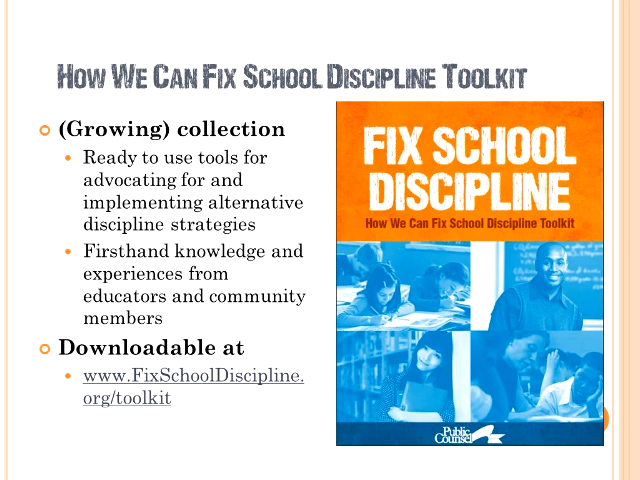 How We Can Fix School Discipline Toolkit
(Growing) collection
Ready to use tools for
advocating for and
implementing alternative
discipline strategies
Firsthand knowledge and
experiences from
educators and community
members
Downloadable at
www.FixSchoolDiscipline.
org/toolkit
FIX SCHOOL
DISCIPLINE
How We Can Fix School Discipline Toolkit
Public
Counsel